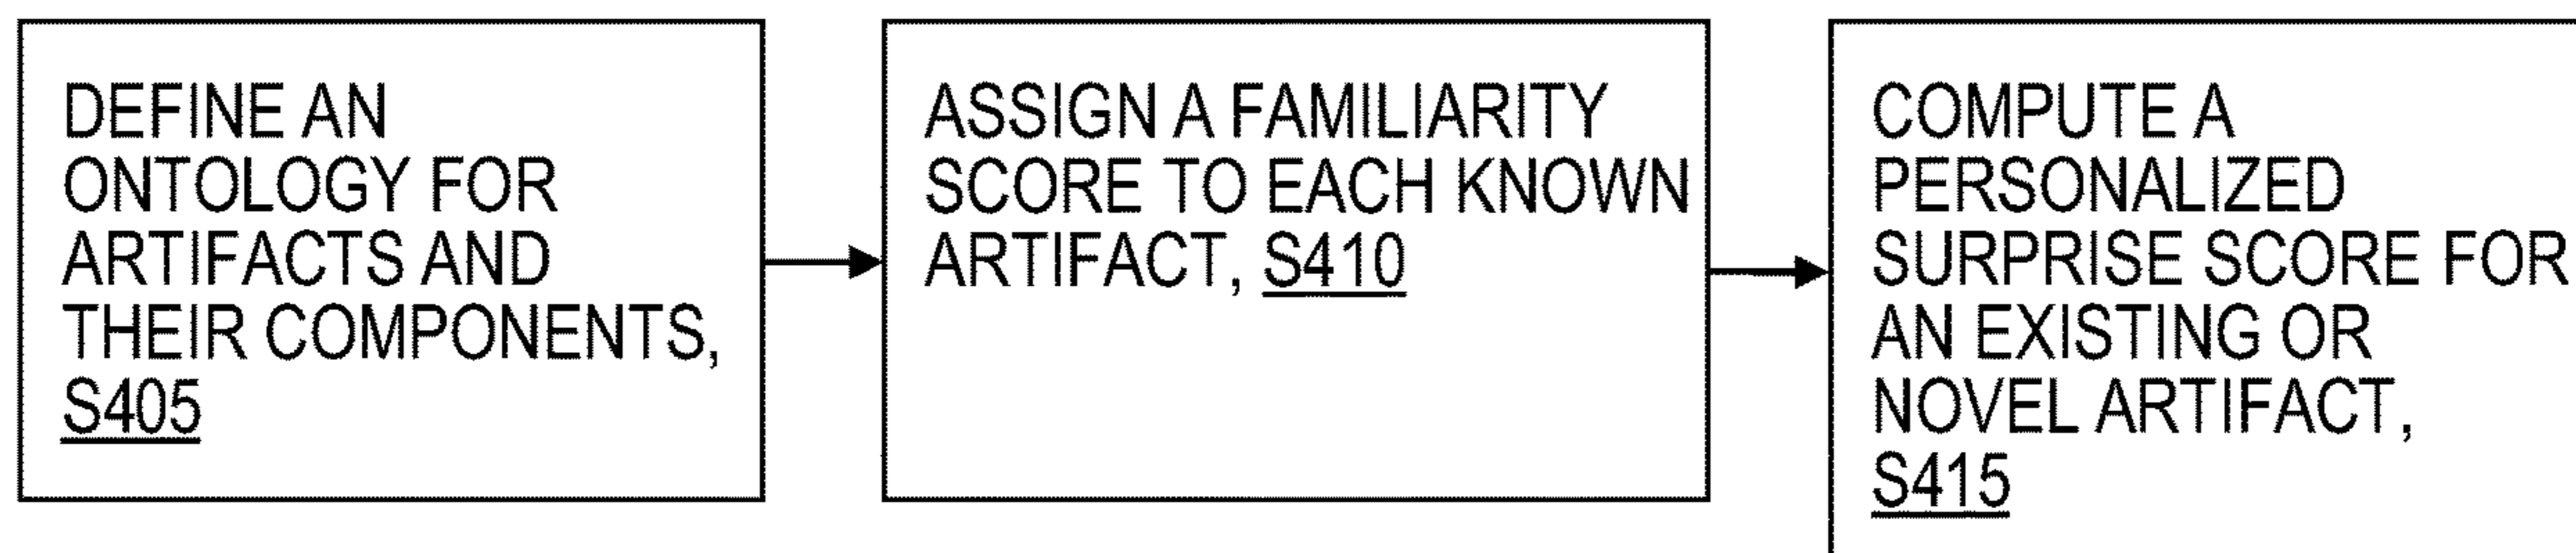 DEFINE AN
ONTOLOGY FOR
ARTIFACTS AND
THEIR COMPONENTS,
S405
ASSIGN A FAMILIARITY
SCORE TO EACH KNOWN
ARTIFACT, S410
COMPUTE A
PERSONALIZED
SURPRISE SCORE FOR
AN EXISTING OR
NOVEL ARTIFACT,
S415